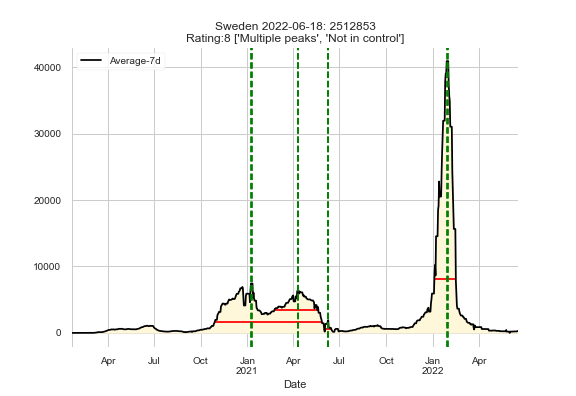 Sweden 2022-06-18: 2512853
Rating:8 ['Multiple peaks', 'Not in control']
Average-7d
40000
30000
20000
10000
0
Apr
Jul
Oct
Jan
2021
Apr
Jul
Oct
Jan
2022
Apr
Date